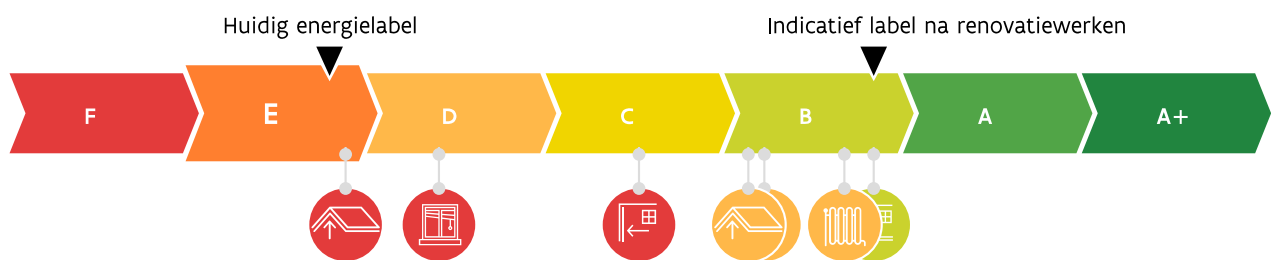 Huidig energielabel
Indicatief label na renovatiewerken
F
E
D
C
B
A
A+